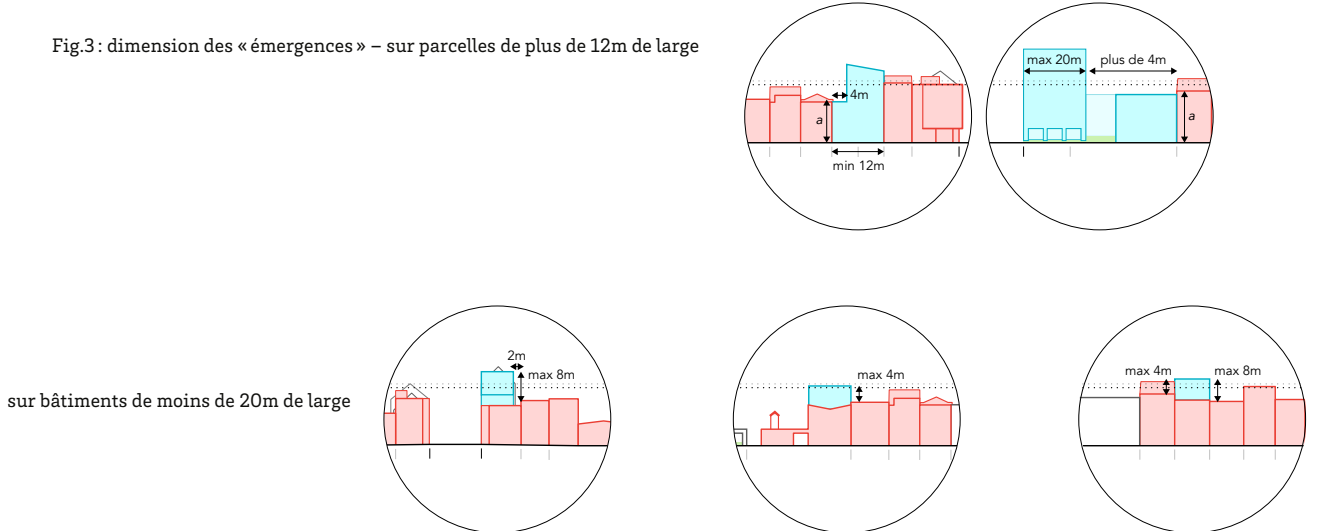 Fig.3 : dimension des « émergences » – sur parcelles de plus de 12m de large
4m
a
min 12m
max 20m
plus de 4m
a
sur bâtiments de moins de 20m de large
2m
max 8m
max 4m
max 4m
max 8m